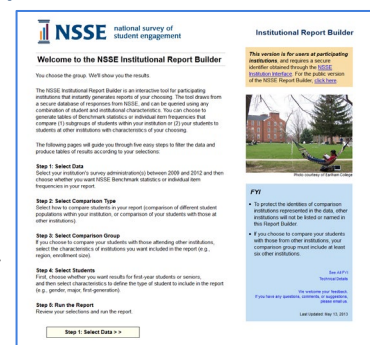 NSSE national survey of
student engagement
Welcome to the NSSE Institutional Report Builder
You choose the group. We'll show you the results
The NSSE Institutional Report Builder is an interactive tool for participating
institutions that instantly generates reports of your choosing. The tool draws from
a secure database of responses from NSSE, and can be queried using any
combination of student and institutional characteristics. You can choose to
generate tables of Benchmark statistics or individual item frequencies that
compare (1) subgroups of students within your institution or (2) your students to
students at other institutions with characteristics of your choosing.
The following pages will guide you through five easy steps to filter the data and
produce tables of results according to your selections:
Step 1: Select Data
Select your institution's survey administration(s) between 2009 and 2012 and then
choose whether you want NSSE Benchmark statistics or individual item
frequencies in your report.
Step 2: Select Comparison Type
Select how to compare students in your report (comparison of different student
populations within your institution, or comparison of your students with those at
other institutions).
Step 3: Select Comparison Group
If you choose to compare your students with those attending other institutions,
select the characteristics of institutions you want included in the report (e.g.,
region, enrollment size).
Step 4: Select Students
First, choose whether you want results for first-year students or seniors,
and then select characteristics to define the type of student to include in the report
(e.g., gender, major, first-generation).
Step 5: Run the Report
Review your selections and run the report.
Step 1: Select Data > >
Institutional Report Builder
This version is for users at participating
institutions, and requires a secure
identifier obtained through the NSSE
Institution Interface. For the public version
of the NSSE Report Builder, click here.
Photo courtesy of Earlham College
FYI
• To protect the identities of comparison
institutions represented in the data, other
institutions will not be listed or named in
this Report Builder.
• If you choose to compare your students
with those from other institutions, your
comparison group must include at least
six other institutions.
See All FYI
Technical Details
We welcome your feedback.
If you have any questions, comments, or suggestions,
please email us.
Last Updated: May 13, 2013